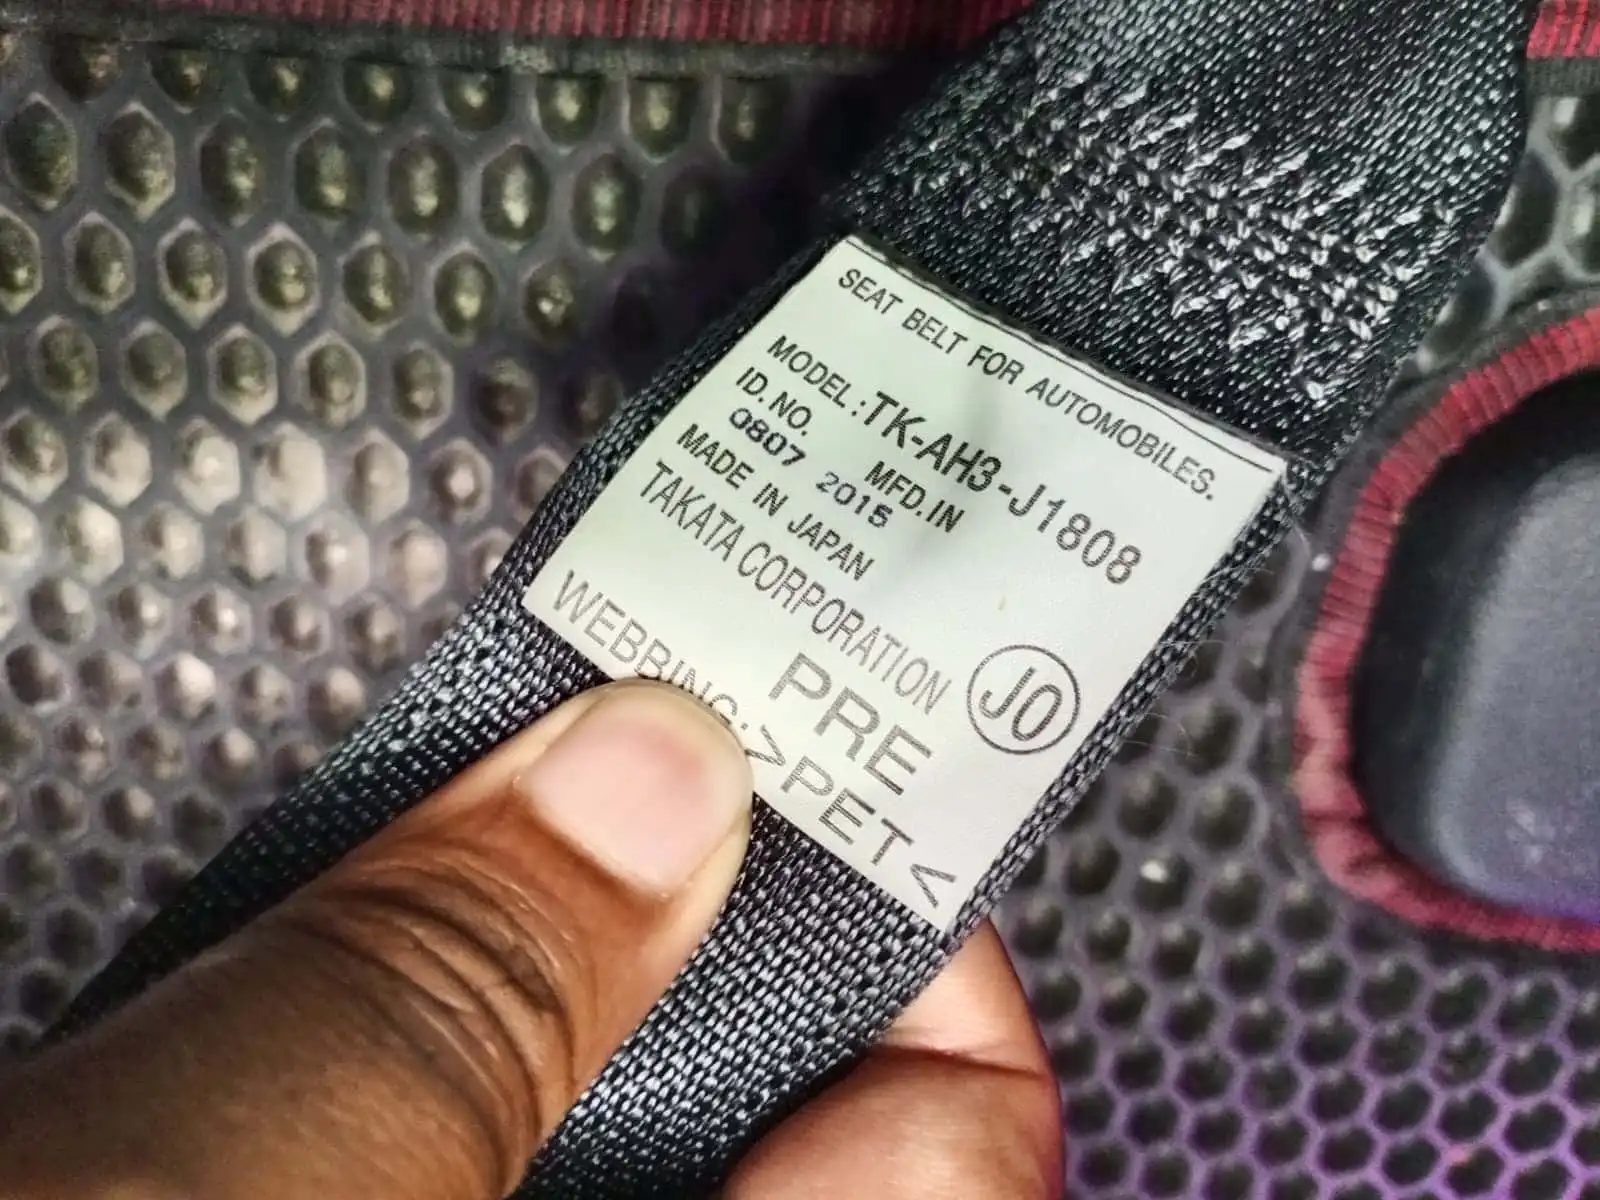 SEAT BELT FOR AUTOMOBILES.
MODEL:TK-AH3-J1808
ID.NO. MFD.IN
0807 2015
MADE IN JAPAN
TAKATA CORPORATION
PRE J0
WEBBING:>PET<